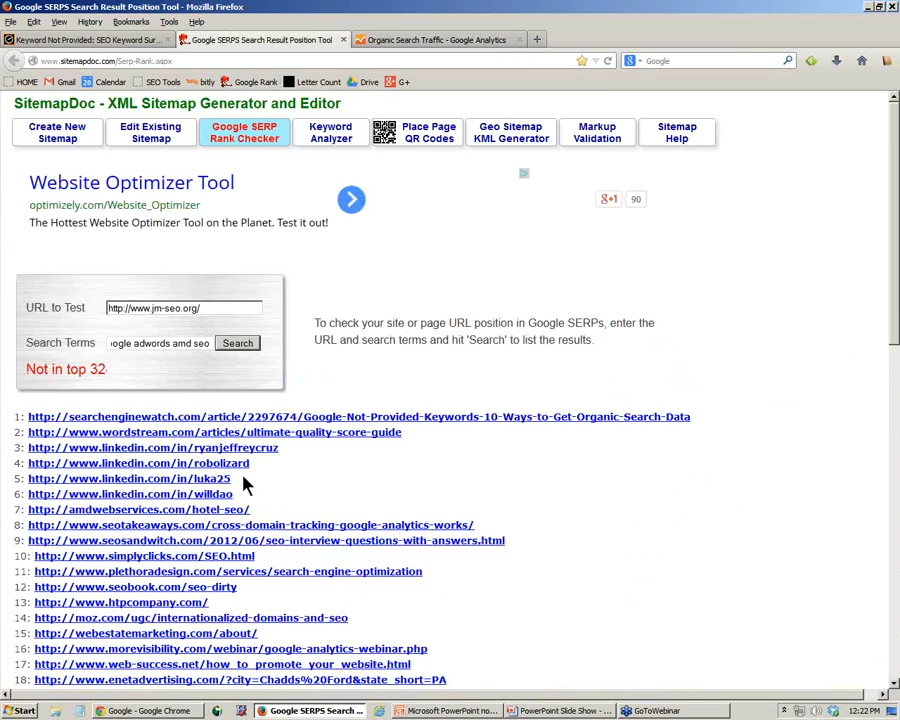 Google SERPS Search Result Position Tool - Mozilla Firefox
File Edit View History Bookmarks Tools Help
Keyword Not Provided: SEO Keyword Sur...
Google SERPS Search Result Position Tool
Organic Search Traffic - Google Analytics
www.sitemapdoc.com/Serp-Rank.aspx
Google
HOME Gmail 20 Calendar SEO Tools bitly Google Rank Letter Count Drive G+
SitemapDoc - XML Sitemap Generator and Editor
Create New Sitemap
Edit Existing Sitemap
Google SERP Rank Checker
Keyword Analyzer
Place Page QR Codes
Geo Sitemap KML Generator
Markup Validation
Sitemap Help
Website Optimizer Tool
optimizely.com/Website_Optimizer
The Hottest Website Optimizer Tool on the Planet. Test it out!
g+1 90
URL to Test http://www.jm-seo.org/
Search Terms ogle adwords amd seo Search
Not in top 32
To check your site or page URL position in Google SERPs, enter the
URL and search terms and hit 'Search' to list the results.
1: http://searchenginewatch.com/article/2297674/Google-Not-Provided-Keywords-10-Ways-to-Get-Organic-Search-Data
2: http://www.wordstream.com/articles/ultimate-quality-score-guide
3: http://www.linkedin.com/in/ryanjeffreycruz
4: http://www.linkedin.com/in/robolizard
5: http://www.linkedin.com/in/luka25
6: http://www.linkedin.com/in/willdao
7: http://amdwebservices.com/hotel-seo/
8: http://www.seotakeaways.com/cross-domain-tracking-google-analytics-works/
9: http://www.seosandwitch.com/2012/06/seo-interview-questions-with-answers.html
10: http://www.simplyclicks.com/SEO.html
11: http://www.plethoradesign.com/services/search-engine-optimization
12: http://www.seobook.com/seo-dirty
13: http://www.htpcompany.com/
14: http://moz.com/ugc/internationalized-domains-and-seo
15: http://webestatemarketing.com/about/
16: http://www.morevisibility.com/webinar/google-analytics-webinar.php
17: http://www.web-success.net/how_to_promote_your_website.html
18: http://www.enetadvertising.com/?city=Chadds%20Ford&state_short=PA
Start
Google - Google Chrome
Google SERPS Search ...
Microsoft PowerPoint no...
PowerPoint Slide Show - ...
GoToWebinar
12:22 PM